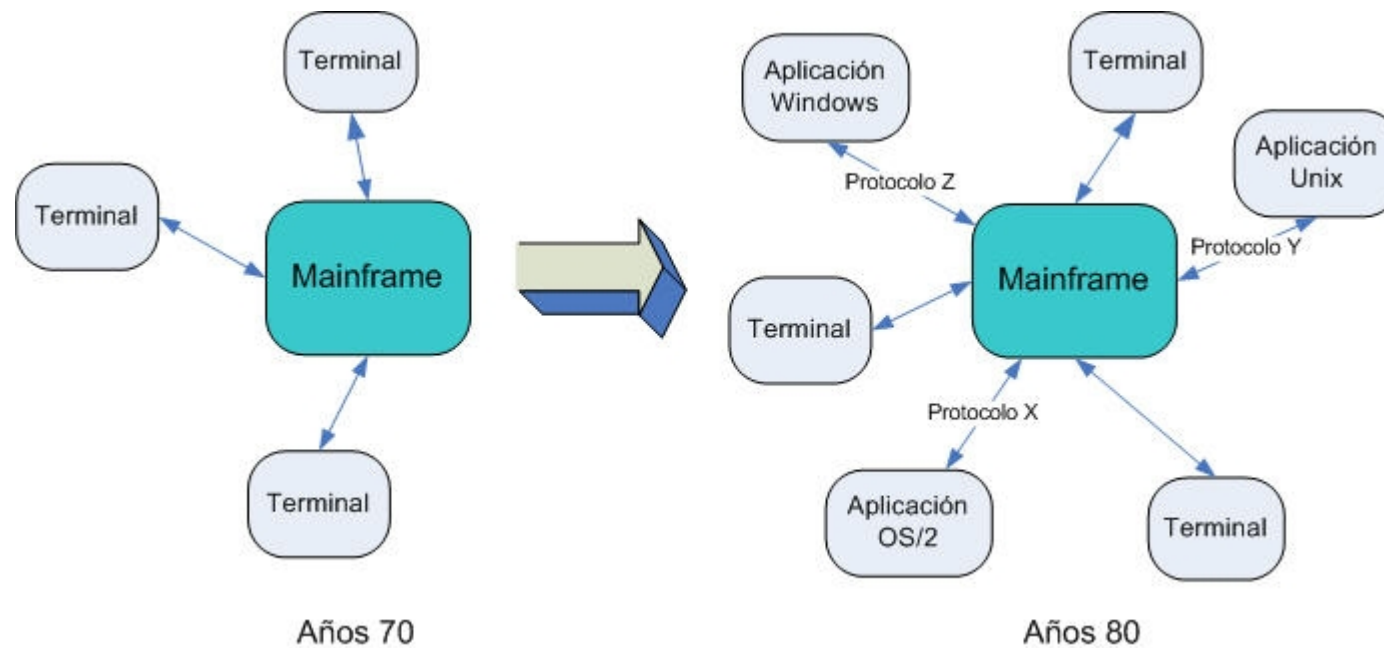 Terminal
Terminal
Mainframe
Terminal
Años 70
Aplicación
Windows
Terminal
Aplicación
Unix
Protocolo Z
Protocolo Y
Mainframe
Terminal
Protocolo X
Aplicación
OS/2
Terminal
Años 80